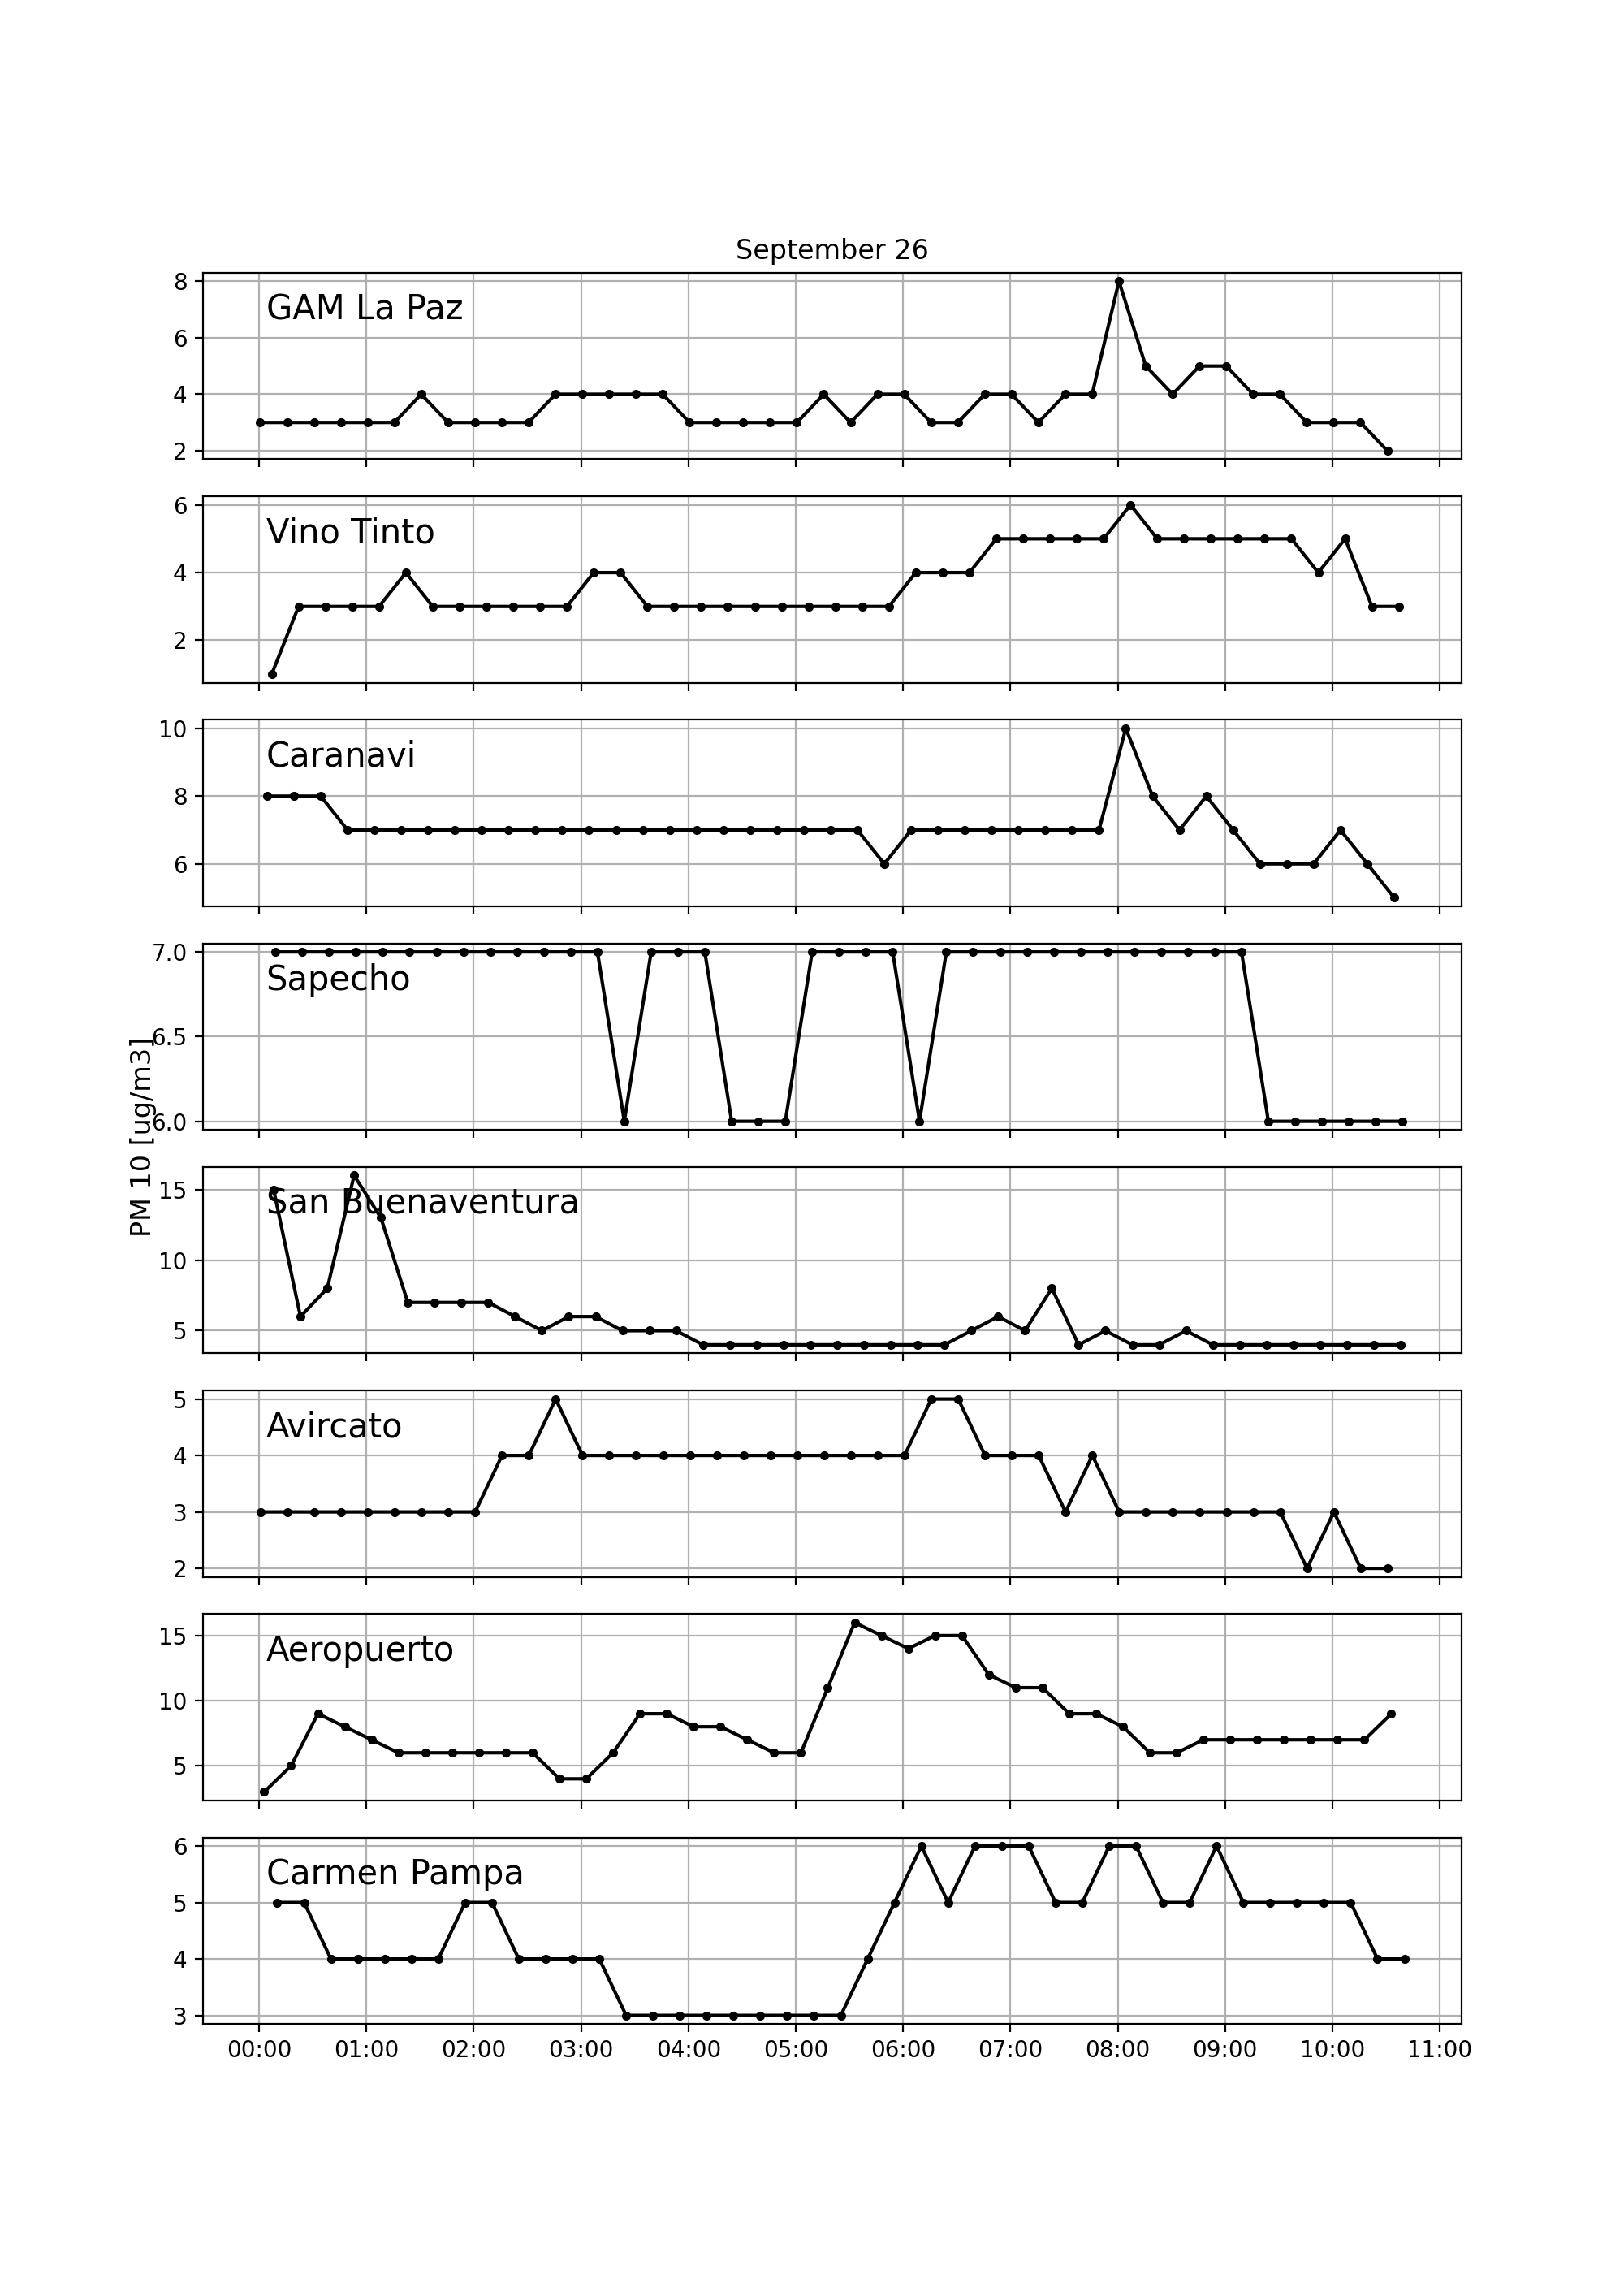 September 26
8
GAM La Paz
6
4
2
6
Vino Tinto
4
2
10
Caranavi
8
6
7.0
Sapecho
6.5
6.0
PM 10 [ug/m3]
15
San Buenaventura
10
5
5
Avircato
4
3
2
15
Aeropuerto
10
5
6
Carmen Pampa
5
4
3
00:00 01:00 02:00 03:00 04:00 05:00 06:00 07:00 08:00 09:00 10:00 11:00